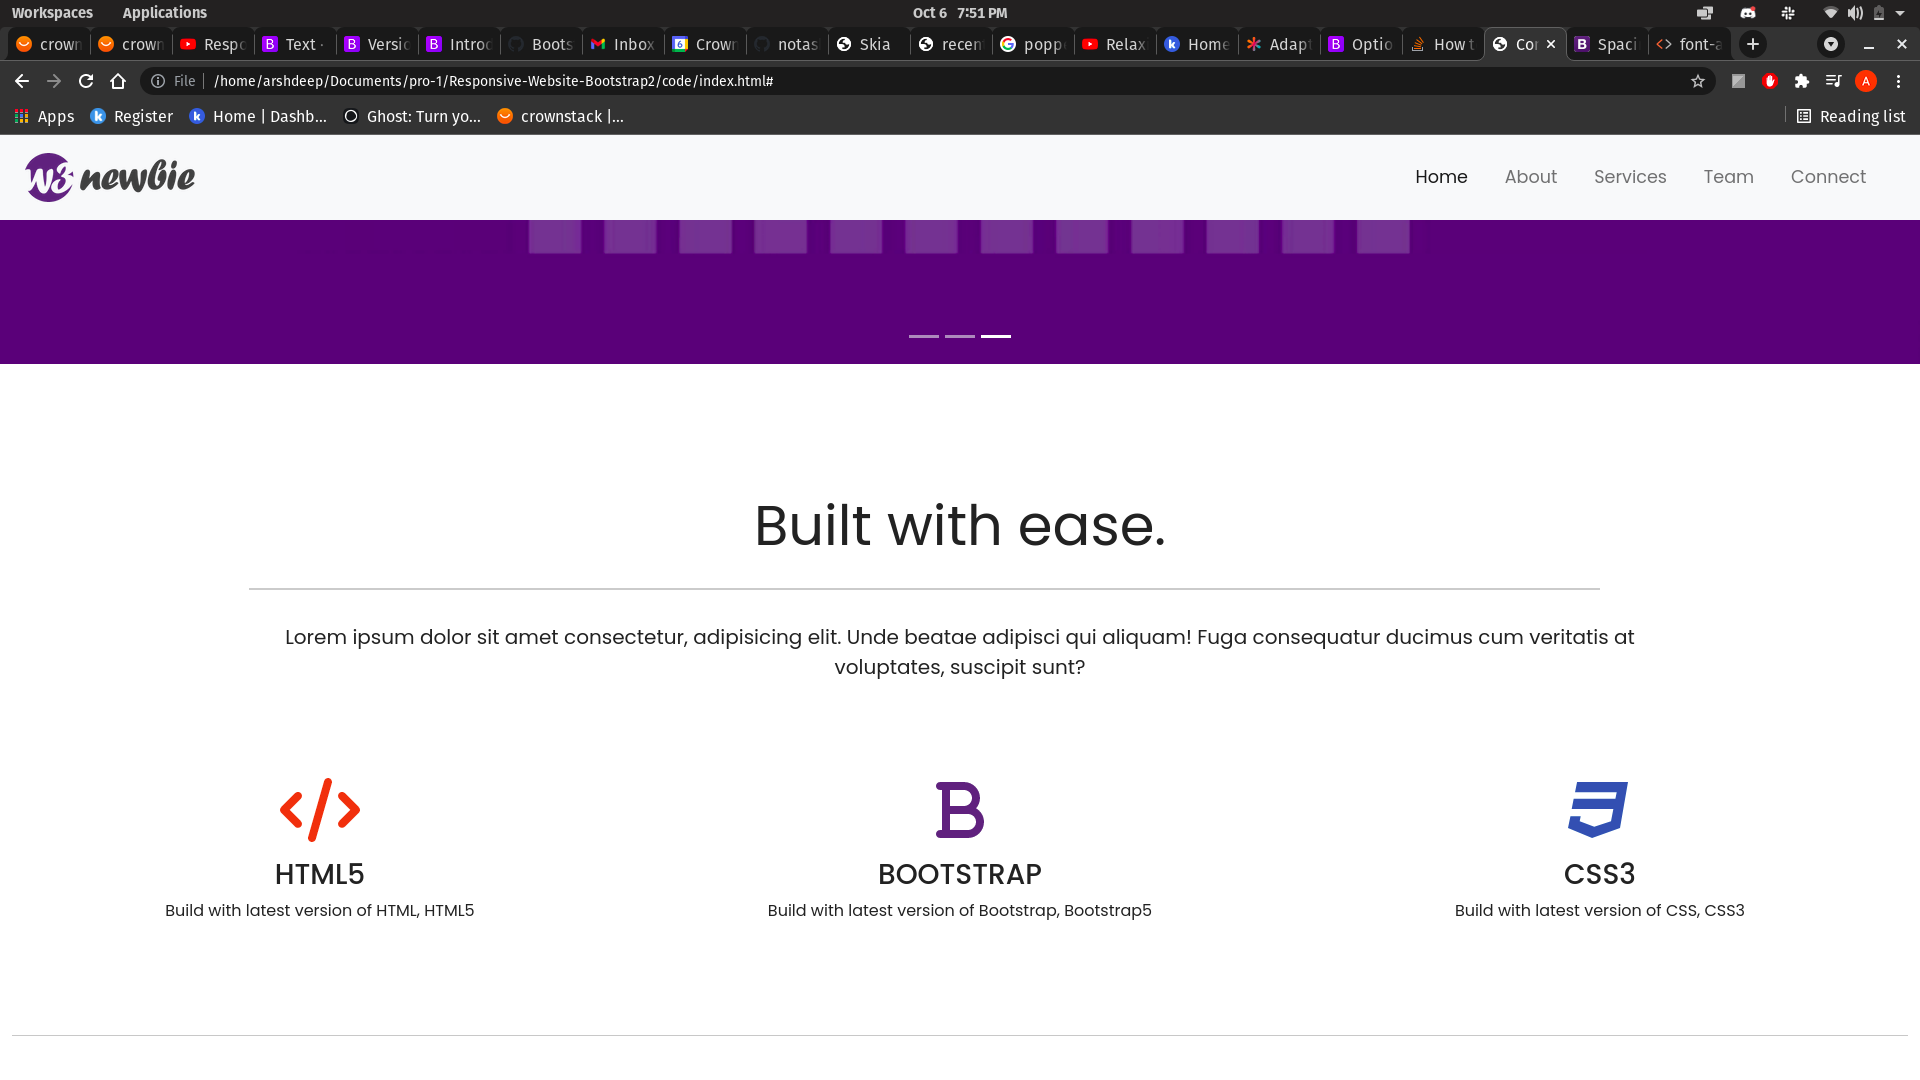 Workspaces Applications Oct 6 7:51 PM
crown crown Respo Text - Versic Introd Boots Inbox Crown notas Skia recen popp Relax Home Adapt Optio How t Cor Spaci font-a
File /home/arshdeep/Documents/pro-1/Responsive-Website-Bootstrap2/code/index.html# A
Apps Register Home | Dashb... Ghost: Turn yo... crownstack |... Reading list
W3 newbie Home About Services Team Connect
Built with ease.
Lorem ipsum dolor sit amet consectetur, adipisicing elit. Unde beatae adipisci qui aliquam! Fuga consequatur ducimus cum veritatis at
voluptates, suscipit sunt?
HTML5 BOOTSTRAP CSS3
Build with latest version of HTML, HTML5 Build with latest version of Bootstrap, Bootstrap5 Build with latest version of CSS, CSS3